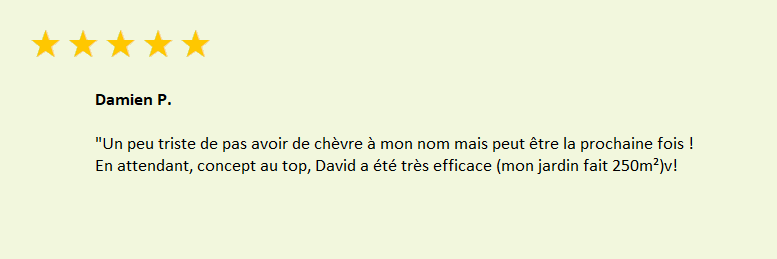 Damien P.
"Un peu triste de pas avoir de chèvre à mon nom mais peut être la prochaine fois !
En attendant, concept au top, David a été très efficace (mon jardin fait 250m²)v!